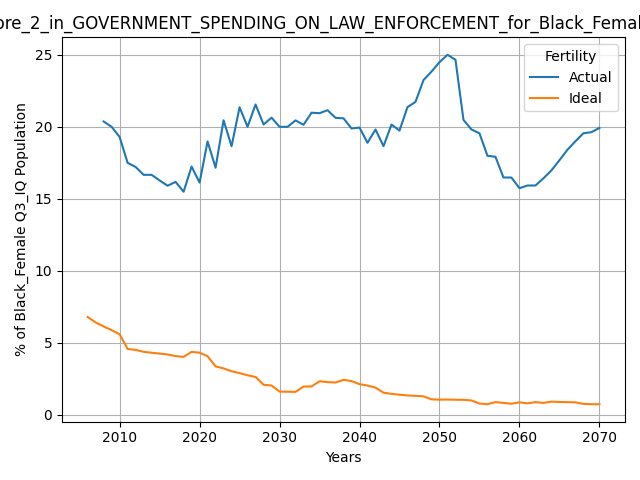 ore_2_in_GOVERNMENT_SPENDING_ON_LAW_ENFORCEMENT_for_Black_Femal
Fertility
Actual
Ideal
% of Black_Female Q3_IQ Population
25
20
15
10
5
0
2010 2020 2030 2040 2050 2060 2070
Years